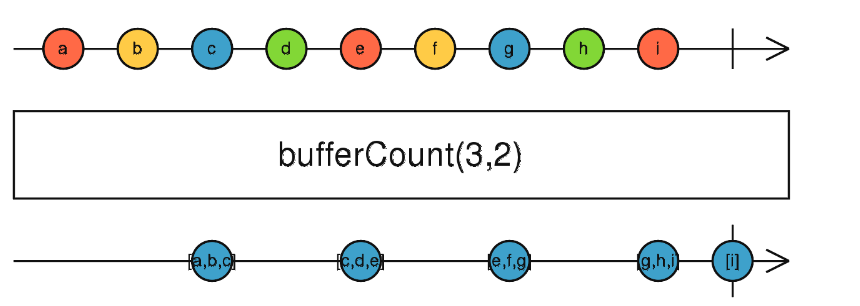 a b c d e f g h i
bufferCount(3,2)
[a,b,c] [c,d,e] [e,f,g] [g,h,i] [i]